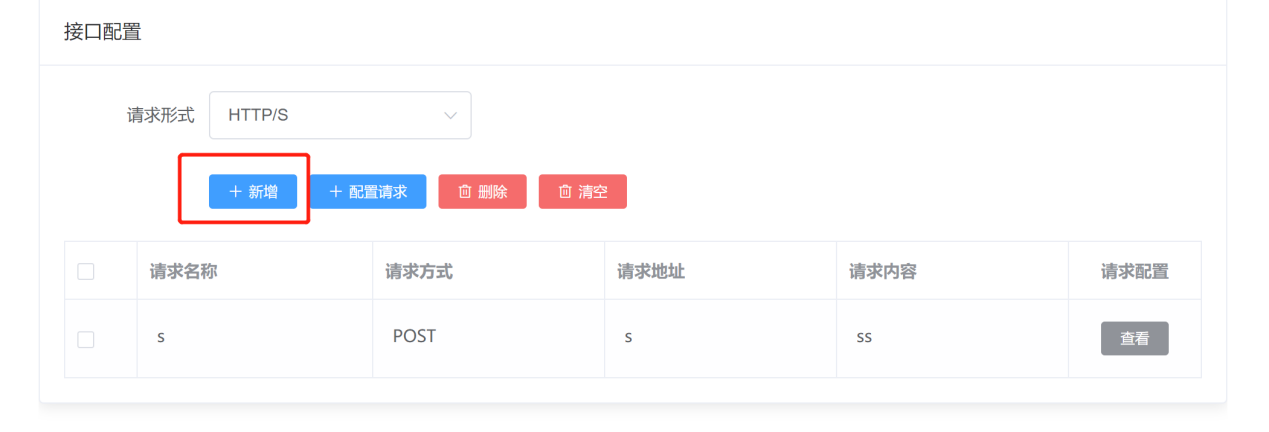 接口配置
请求形式 HTTP/S
新增 配置请求 删除 清空
请求名称 请求方式 请求地址 请求内容 请求配置
s POST s ss 查看